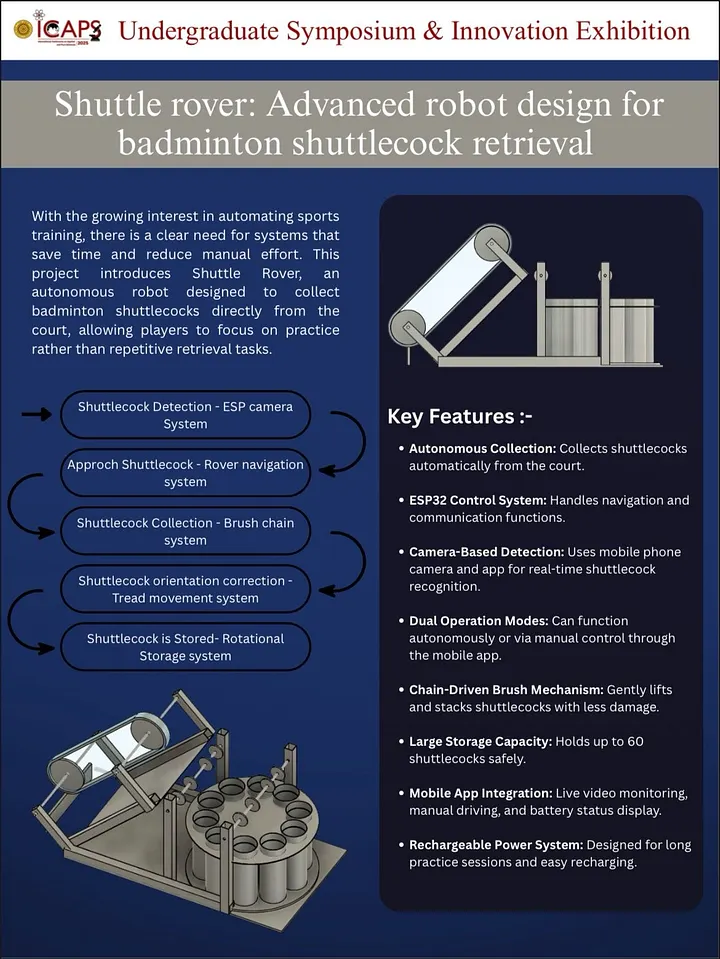 iCAPS
2025
Undergraduate Symposium & Innovation Exhibition
Shuttle rover: Advanced robot design for
badminton shuttlecock retrieval
With the growing interest in automating sports
training, there is a clear need for systems that
save time and reduce manual effort. This
project introduces Shuttle Rover, an
autonomous robot designed to collect
badminton shuttlecocks directly from the
court, allowing players to focus on practice
rather than repetitive retrieval tasks.
Shuttlecock Detection - ESP camera
System
Approch Shuttlecock - Rover navigation
system
Shuttlecock Collection - Brush chain
system
Shuttlecock orientation correction -
Tread movement system
Shuttlecock is Stored- Rotational
Storage system
Key Features :-
• Autonomous Collection: Collects shuttlecocks
automatically from the court.
• ESP32 Control System: Handles navigation and
communication functions.
• Camera-Based Detection: Uses mobile phone
camera and app for real-time shuttlecock
recognition.
• Dual Operation Modes: Can function
autonomously or via manual control through
the mobile app.
• Chain-Driven Brush Mechanism: Gently lifts
and stacks shuttlecocks with less damage.
• Large Storage Capacity: Holds up to 60
shuttlecocks safely.
• Mobile App Integration: Live video monitoring,
manual driving, and battery status display.
• Rechargeable Power System: Designed for long
practice sessions and easy recharging.